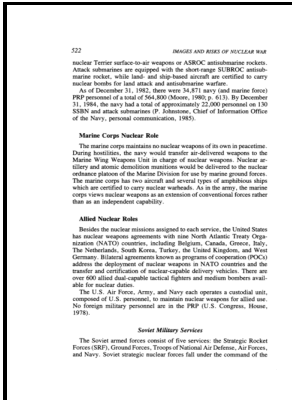 522
IMAGES AND RISKS OF NUCLEAR WAR
nuclear Terrier surface-to-air weapons or ASROC antisubmarine rockets.
Attack submarines are equipped with the short-range SUBROC antisub-
marine rocket, while land- and ship-based aircraft are certified to carry
nuclear bombs for land attack and antisubmarine warfare.
As of December 31, 1982, there were 34,871 navy (and marine force)
PRP personnel of a total of 564,800 (Moore, 1980; p. 613). By December
31, 1984, the navy had a total of approximately 22,000 personnel on 130
SSBN and attack submarines (P. Johnstone, Chief of Information Office
of the Navy, personal communication, 1985).
Marine Corps Nuclear Role
The marine corps maintains no nuclear weapons of its own in peacetime.
During hostilities, the navy would transfer air-delivered weapons to the
Marine Wing Weapons Unit in charge of nuclear weapons. Nuclear ar-
tillery and atomic demolition munitions would be delivered to the nuclear
ordnance platoon of the Marine Division for use by marine ground forces.
The marine corps has aircraft and several types of amphibious ships
which are certified to carry nuclear warheads. As in the army, the marine
corps views nuclear weapons as an extension of conventional forces rather
than as an independent capability.
Allied Nuclear Roles
Besides the nuclear missions assigned to each service, the United States
has nuclear weapons agreements with nine North Atlantic Treaty Orga-
nization (NATO) countries, including Belgium, Canada, Greece, Italy,
The Netherlands, South Korea, Turkey, the United Kingdom, and West
Germany. Bilateral agreements known as programs of cooperation (POCs)
address the deployment of nuclear weapons in NATO countries and the
transfer and certification of nuclear-capable delivery vehicles. There are
over 600 allied dual-capable tactical fighters and medium bombers avail-
able for nuclear duties.
The U.S. Air Force, Army, and Navy each operates a custodial unit,
composed of U.S. personnel, to maintain nuclear weapons for allied use.
No foreign military personnel are in the PRP (U.S. Congress, House,
1978).
Soviet Military Services
The Soviet armed forces consist of five services: the Strategic Rocket
Forces (SRF), Ground Forces, Troops of National Air Defense, Air Forces,
and Navy. Soviet strategic nuclear forces fall under the command of the